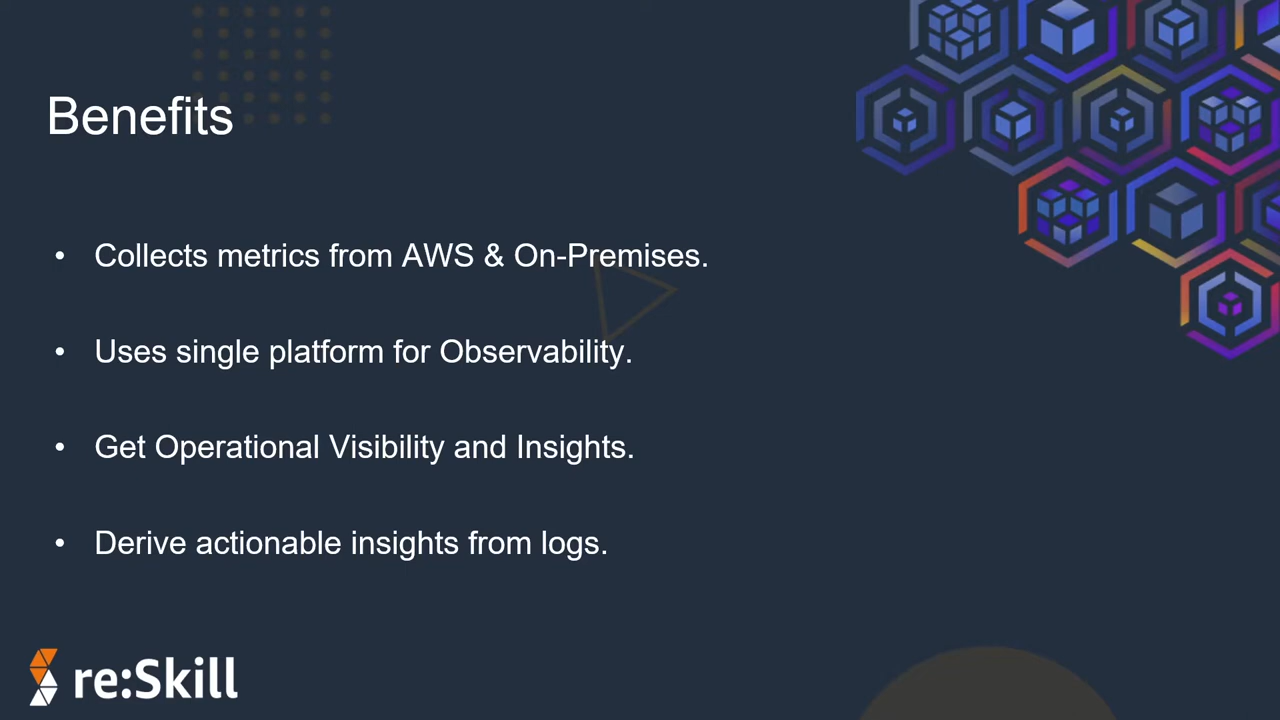 Benefits
• Collects metrics from AWS & On-Premises.
• Uses single platform for Observability.
• Get Operational Visibility and Insights.
• Derive actionable insights from logs.
re:Skill